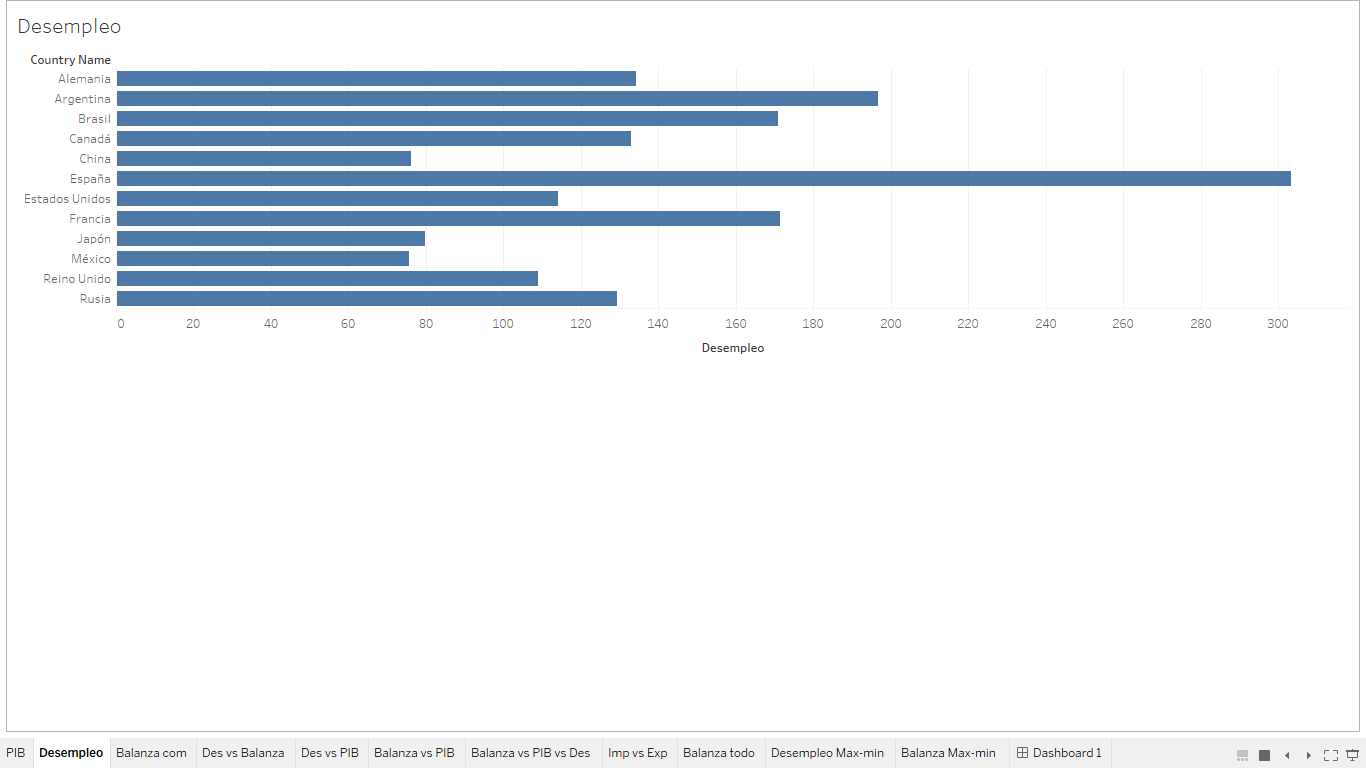 Desempleo
Country Name
Alemania
Argentina
Brasil
Canadá
China
España
Estados Unidos
Francia
Japón
México
Reino Unido
Rusia
0 20 40 60 80 100 120 140 160 180 200 220 240 260 280 300
Desempleo
PIB Desempleo Balanza com Des vs Balanza Des vs PIB Balanza vs PIB Balanza vs PIB vs Des Imp vs Exp Balanza todo Desempleo Max-min Balanza Max-min Dashboard 1